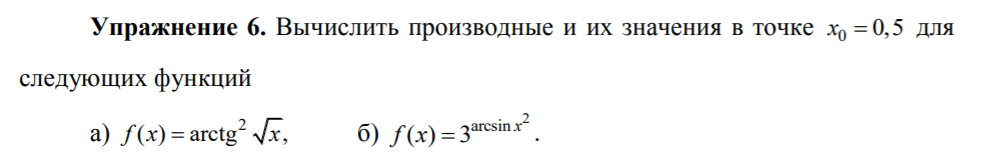 Упражнение 6. Вычислить производные и их значения в точке x₀ = 0,5 для
следующих функций
а) f(x) = arctg² √x,  б) f(x) = 3^(arcsin x²).